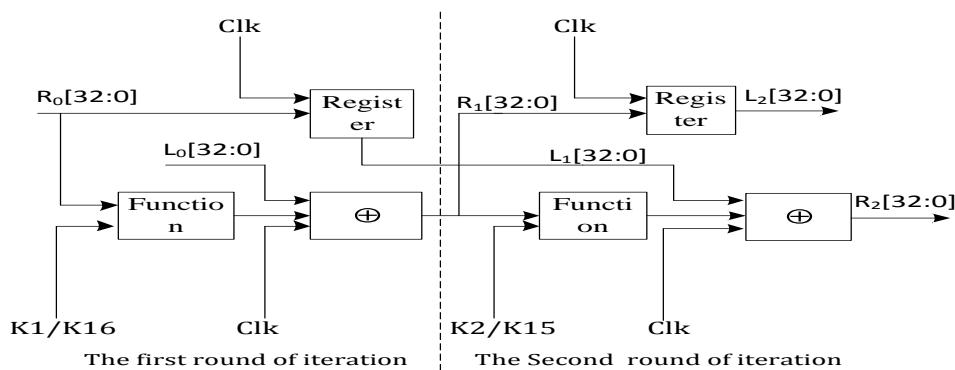 Clk
Clk
R₀[32:0]
Regist
er
R₁[32:0]
Regis
ter
L₂[32:0]
L₀[32:0]
L₁[32:0]
Functio
n
⊕
Functi
on
⊕
R₂[32:0]
K1/K16
Clk
K2/K15
Clk
The first round of iteration
The Second round of iteration